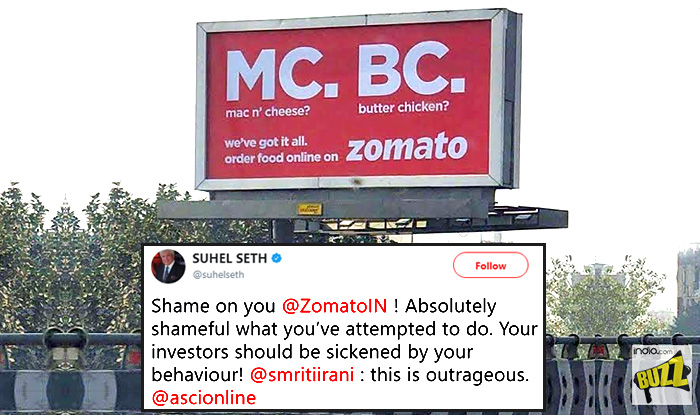 MC. BC.
mac n' cheese? butter chicken?
we've got it all.
order food online on zomato
SUHEL SETH
@suhelseth
Follow
Shame on you @ZomatoIN ! Absolutely
shameful what you've attempted to do. Your
investors should be sickened by your
behaviour! @smritiirani : this is outrageous.
@ascionline
india.com
BUZZ